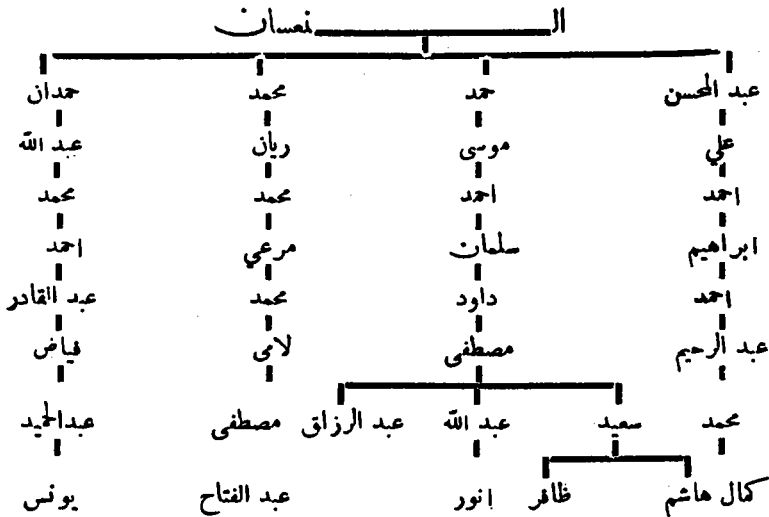 ال نعسان
عبد المحسن حمد محمد حمدان
علي موسى ريان عبد الله
احمد احمد محمد محمد
ابراهيم سلمان مرعي احمد
احمد داود محمد عبد القادر
عبد الرحيم مصطفى لامى فياض
محمد سعيد عبد الله عبد الرزاق مصطفى عبدالحميد
كمال هاشم ظافر انور عبد الفتاح يونس